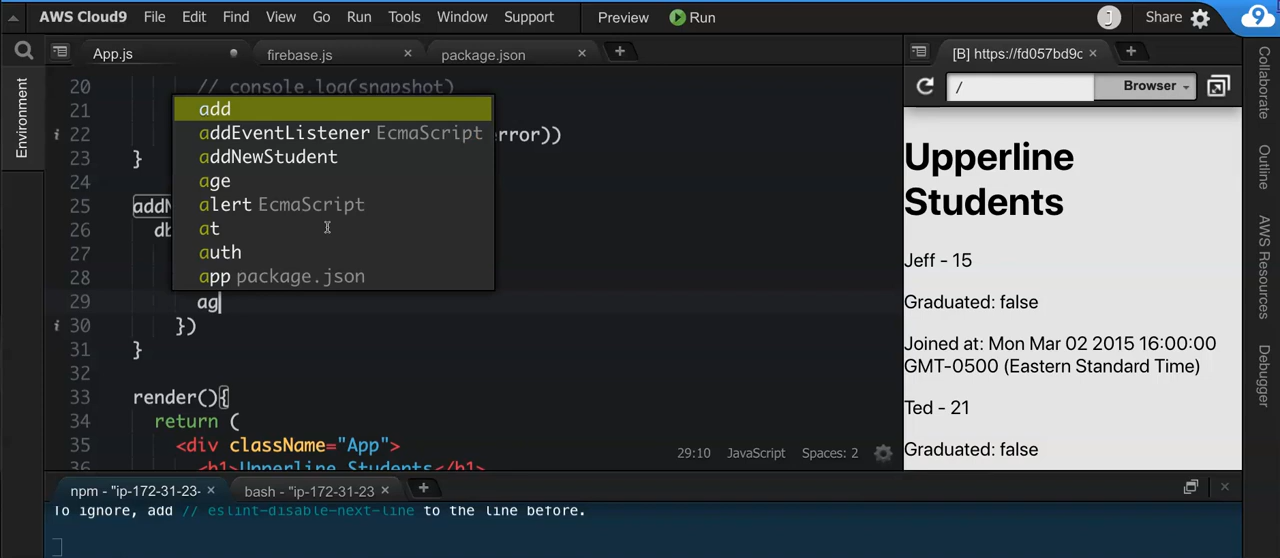 AWS Cloud9 File Edit Find View Go Run Tools Window Support Preview Run J Share 9
App.js firebase.js package.json
[B] https://fd057bd9c
/ Browser
Environment
Collaborate
Outline
AWS Resources
Debugger
20 // console.log(snapshot)
21
22 rror))
23 }
24
25 addN
26 db
27
28
29 ag
30 })
31 }
32
33 render(){
34 return (
35 <div className="App">
36 <h1>Upperline Students</h1>
add
addEventListener EcmaScript
addNewStudent
age
alert EcmaScript
at
auth
app package.json
29:10 JavaScript Spaces: 2
Upperline
Students
Jeff - 15
Graduated: false
Joined at: Mon Mar 02 2015 16:00:00
GMT-0500 (Eastern Standard Time)
Ted - 21
Graduated: false
npm - "ip-172-31-23- bash - "ip-172-31-23
To ignore, add // eslint-disable-next-line to the line before.